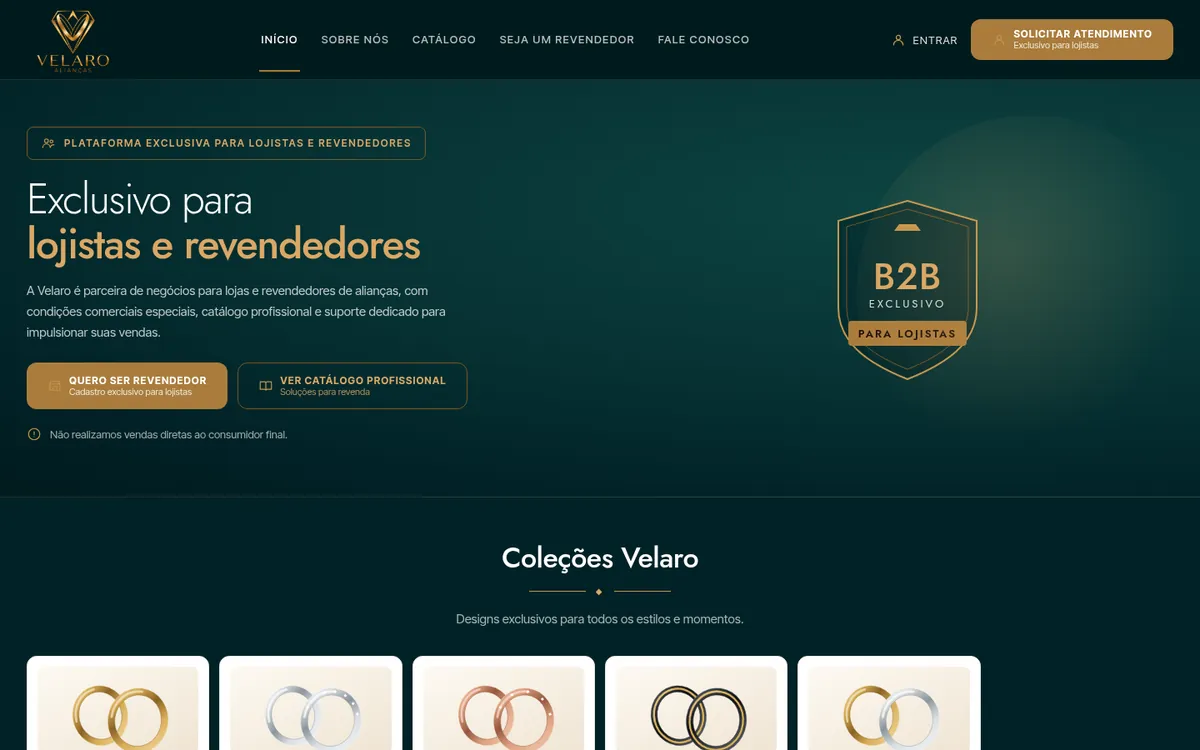 VELARO
ALIANÇAS
INÍCIO
SOBRE NÓS
CATÁLOGO
SEJA UM REVENDEDOR
FALE CONOSCO
ENTRAR
SOLICITAR ATENDIMENTO
Exclusivo para lojistas
PLATAFORMA EXCLUSIVA PARA LOJISTAS E REVENDEDORES
Exclusivo para
lojistas e revendedores
A Velaro é parceira de negócios para lojas e revendedores de alianças, com
condições comerciais especiais, catálogo profissional e suporte dedicado para
impulsionar suas vendas.
QUERO SER REVENDEDOR
Cadastro exclusivo para lojistas
VER CATÁLOGO PROFISSIONAL
Soluções para revenda
Não realizamos vendas diretas ao consumidor final.
B2B
EXCLUSIVO
PARA LOJISTAS
Coleções Velaro
Designs exclusivos para todos os estilos e momentos.